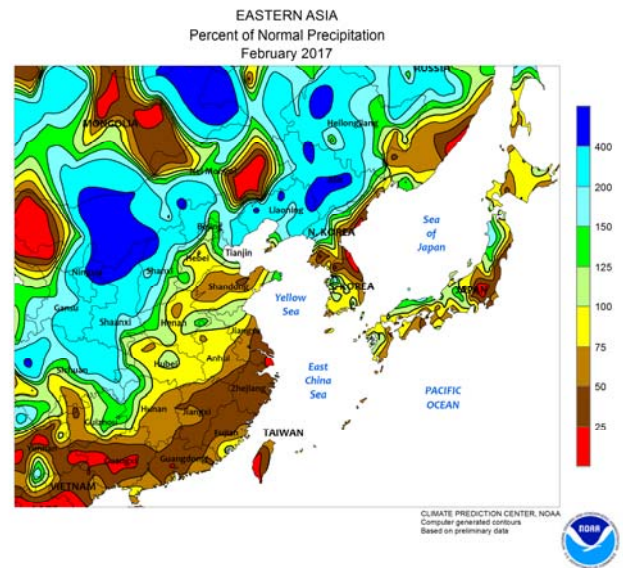 EASTERN ASIA
Percent of Normal Precipitation
February 2017
RUSSIA
MONGOLIA
Heilongjiang
Nei Mongol
Liaoning
Beijing
N. KOREA
Sea
of
Japan
Tianjin
Hebei
Ningxia
Shanxi
Shandong
S. KOREA
JAPAN
Yellow
Sea
Gansu
Shaanxi
Henan
Jiangsu
Sichuan
Hubei
Anhui
East
China
Sea
Zhejiang
PACIFIC
OCEAN
Hunan
Jiangxi
Guizhou
Fujian
TAIWAN
Yunnan
Guangxi
Guangdong
VIETNAM
400
200
150
125
100
75
50
25
CLIMATE PREDICTION CENTER, NOAA
Computer generated contours
Based on preliminary data
NOAA